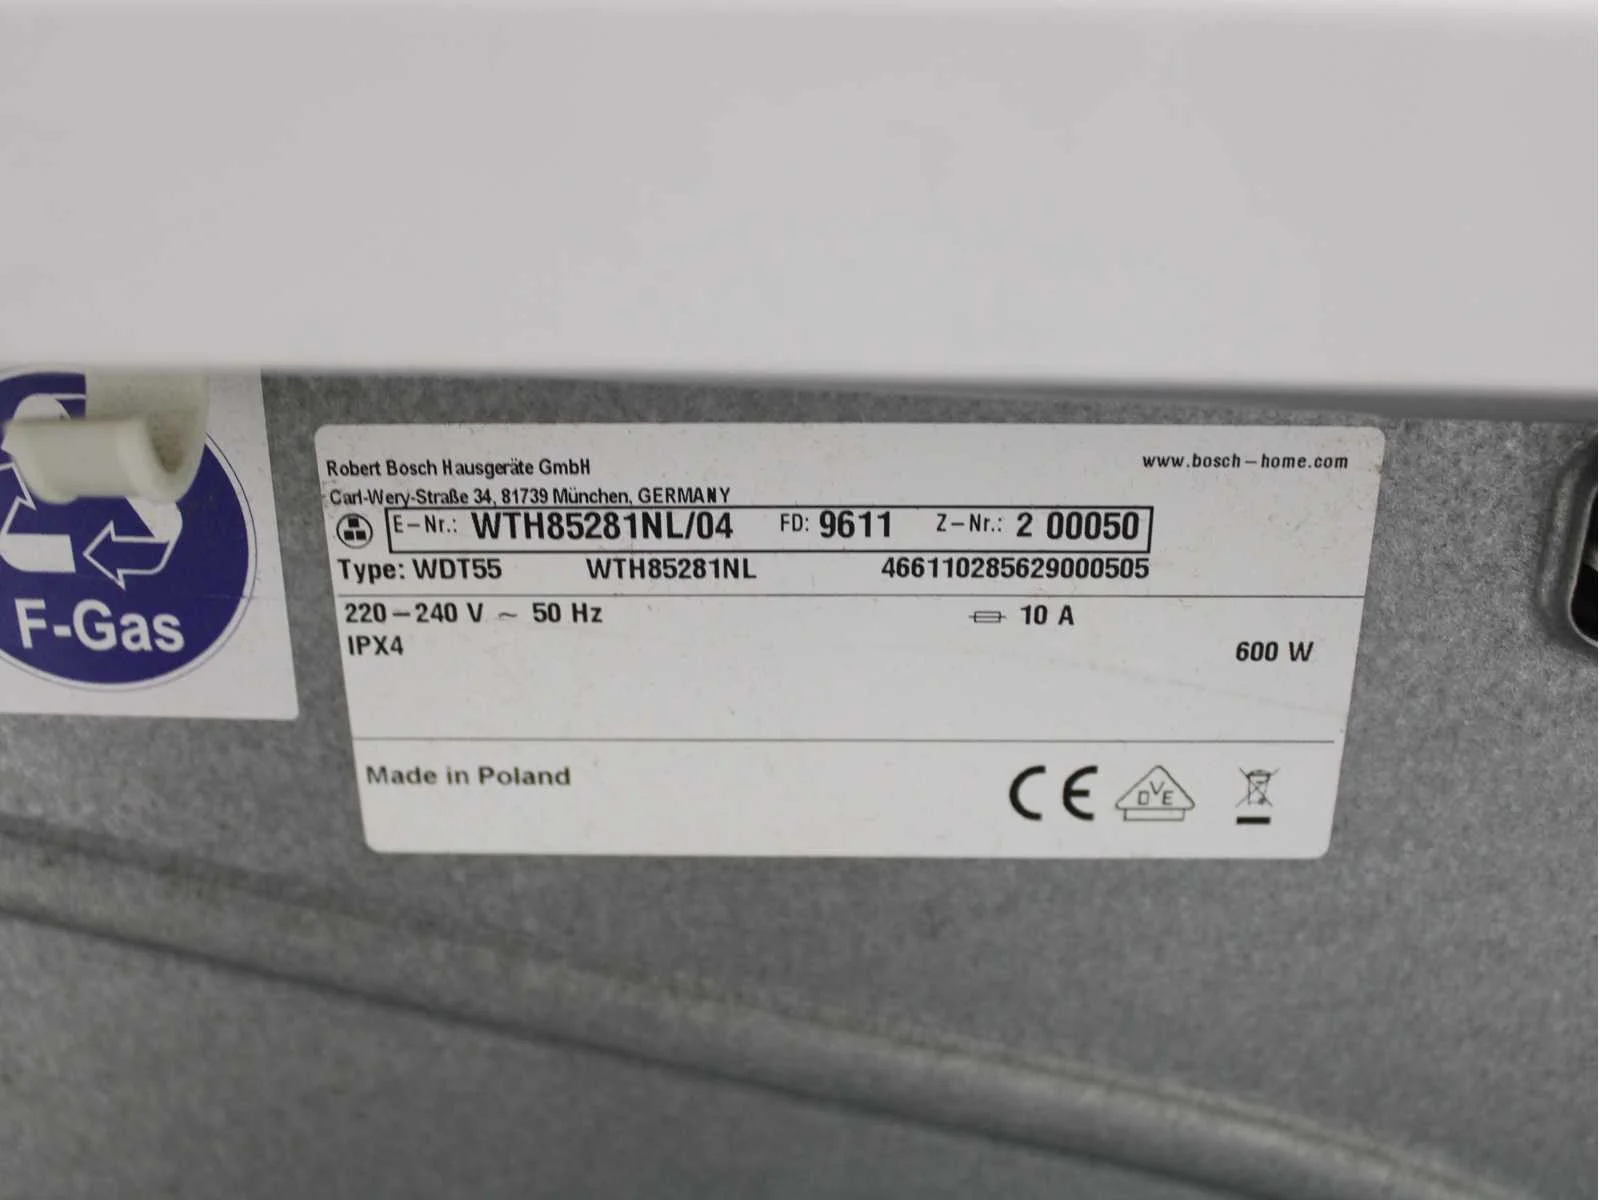 Robert Bosch Hausgeräte GmbH
www.bosch-home.com
Carl-Wery-Straße 34, 81739 München, GERMANY
E-Nr.: WTH85281NL/04 FD: 9611 Z-Nr.: 2 00050
Type: WDT55 WTH85281NL 466110285629000505
220-240 V ~ 50 Hz 10 A
IPX4 600 W
Made in Poland
CE DVE
F-Gas